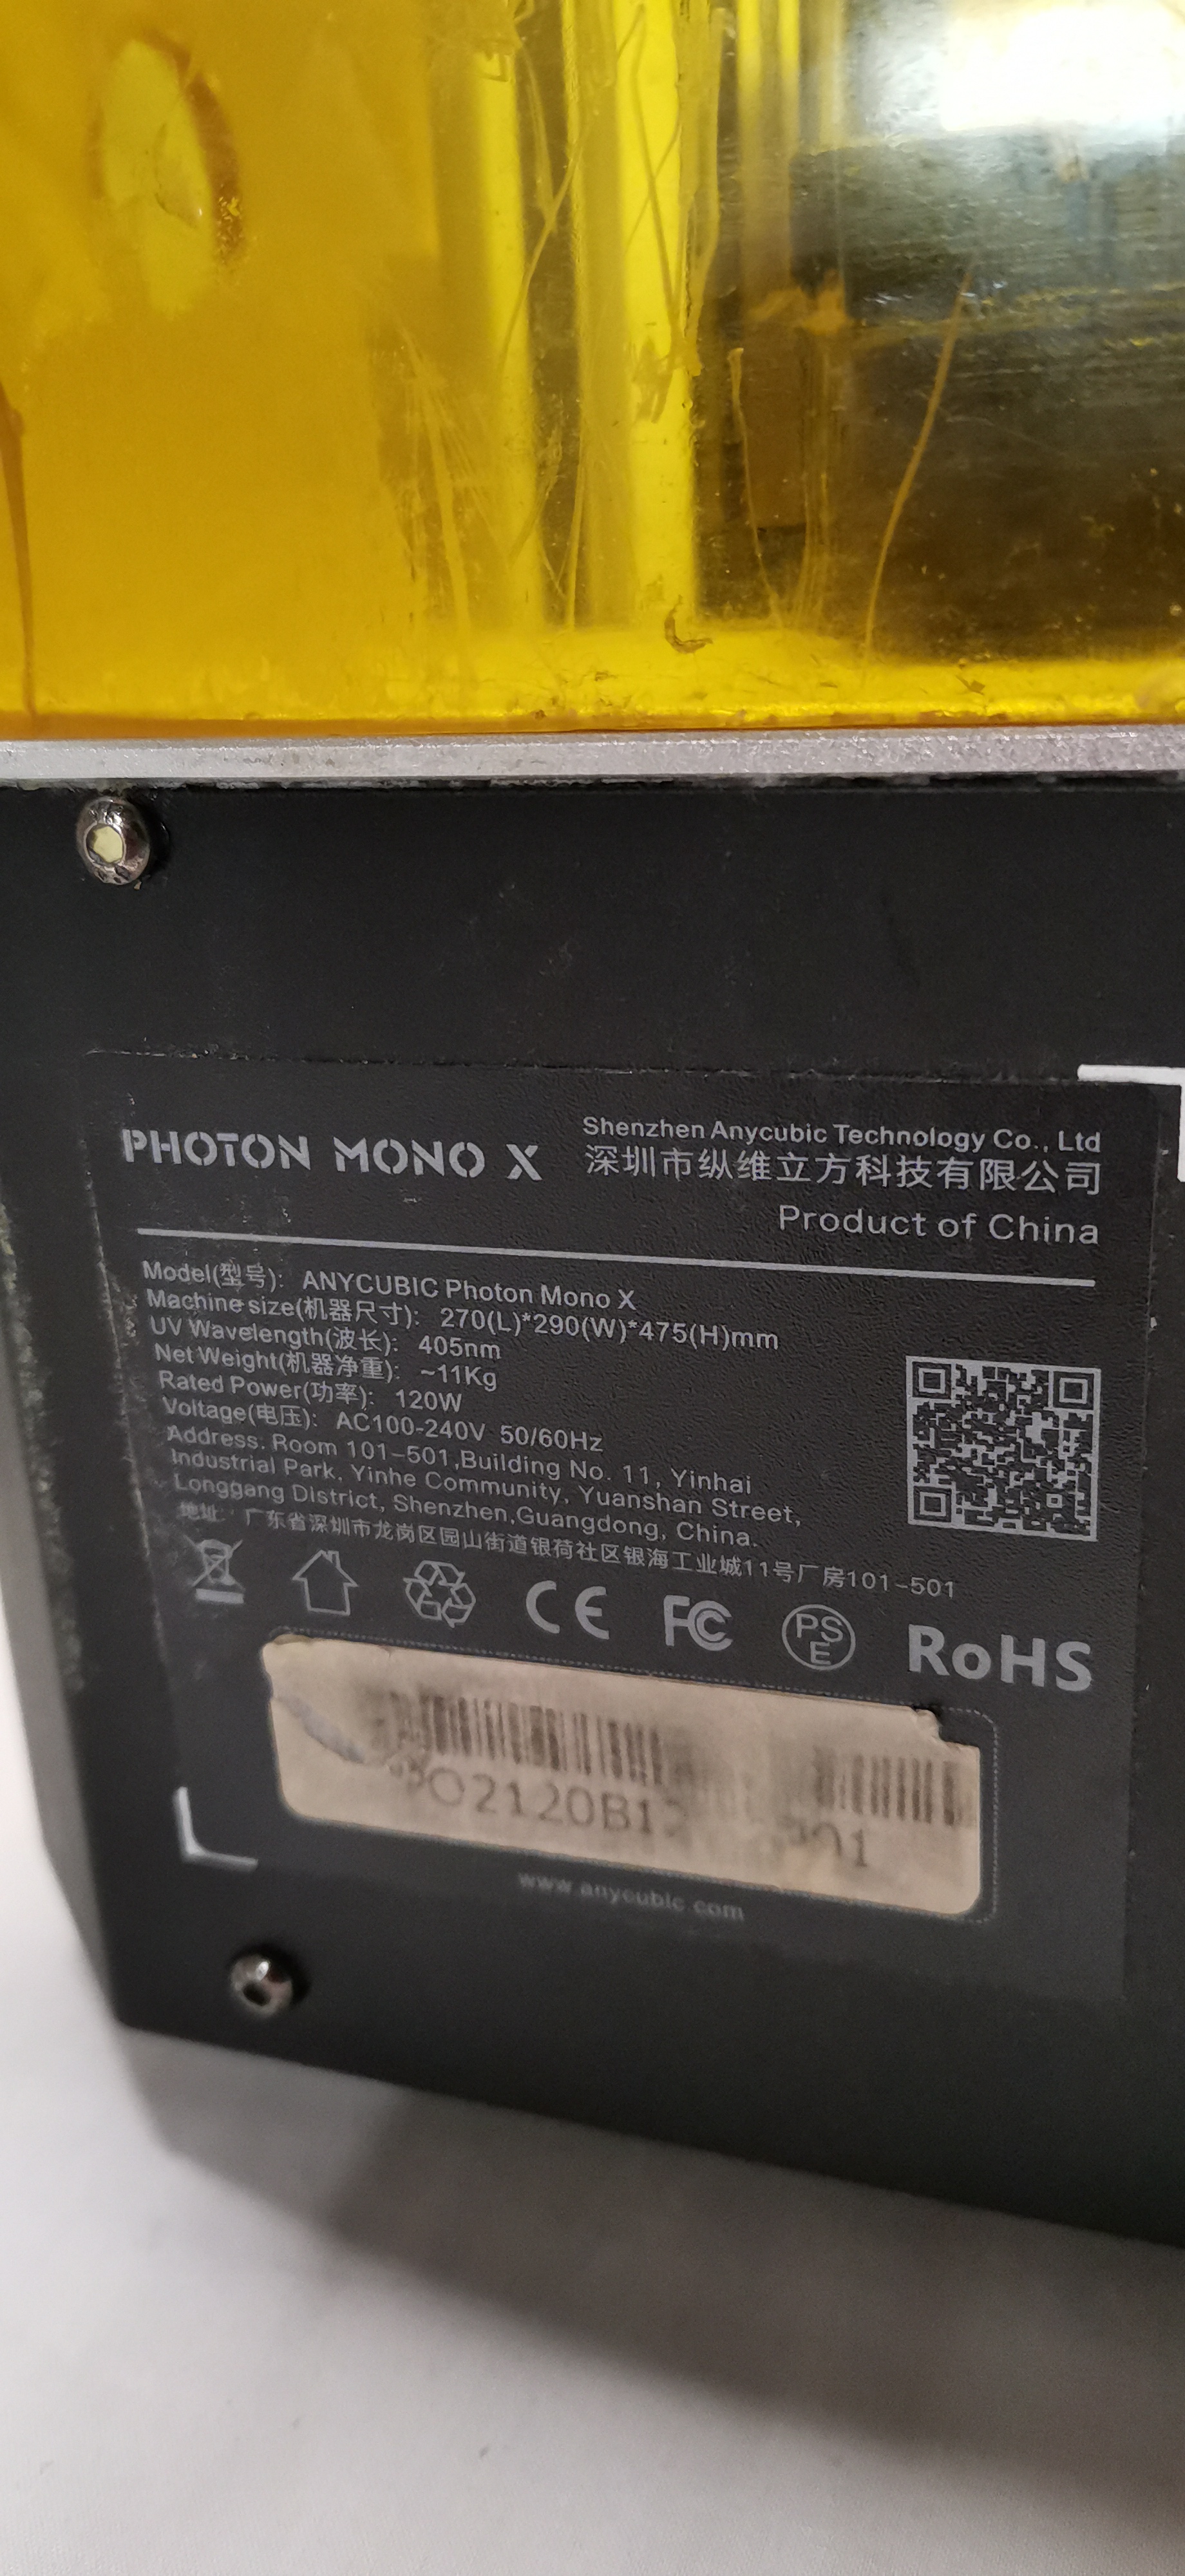 PHOTON MONO X
Shenzhen Anycubic Technology Co., Ltd
深圳市纵维立方科技有限公司
Product of China
Model(型号): ANYCUBIC Photon Mono X
Machine size(机器尺寸): 270(L)*290(W)*475(H)mm
UV Wavelength(波长): 405nm
Net Weight(机器净重): ~11Kg
Rated Power(功率): 120W
Voltage(电压): AC100-240V 50/60Hz
Address: Room 101-501,Building No. 11, Yinhai
Industrial Park, Yinhe Community, Yuanshan Street,
Longgang District, Shenzhen,Guangdong, China.
地址: 广东省深圳市龙岗区园山街道银荷社区银海工业城11号厂房101-501
CE FC PSE RoHS
www.anycubic.com